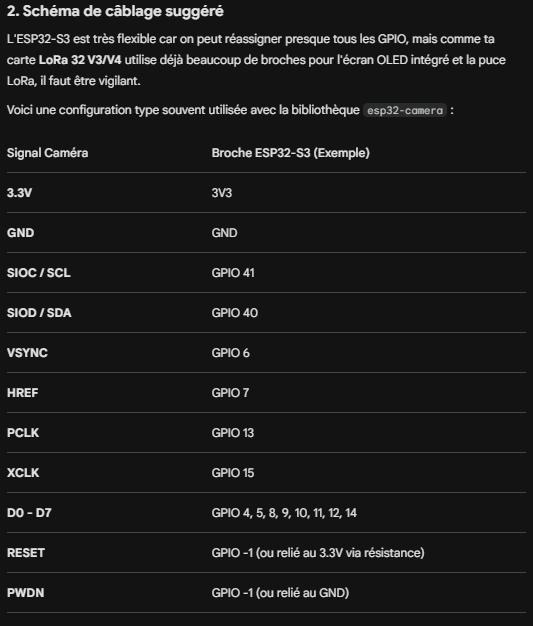 2. Schéma de câblage suggéré
L'ESP32-S3 est très flexible car on peut réassigner presque tous les GPIO, mais comme ta
carte LoRa 32 V3/V4 utilise déjà beaucoup de broches pour l'écran OLED intégré et la puce
LoRa, il faut être vigilant.
Voici une configuration type souvent utilisée avec la bibliothèque esp32-camera :
Signal Caméra Broche ESP32-S3 (Exemple)
3.3V 3V3
GND GND
SIOC / SCL GPIO 41
SIOD / SDA GPIO 40
VSYNC GPIO 6
HREF GPIO 7
PCLK GPIO 13
XCLK GPIO 15
D0 - D7 GPIO 4, 5, 8, 9, 10, 11, 12, 14
RESET GPIO -1 (ou relié au 3.3V via résistance)
PWDN GPIO -1 (ou relié au GND)